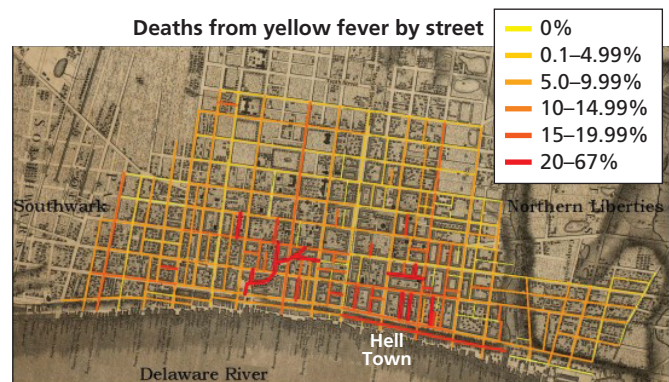 Deaths from yellow fever by street
0%
0.1–4.99%
5.0–9.99%
10–14.99%
15–19.99%
20–67%
Southwark
Northern Liberties
Hell
Town
Delaware River